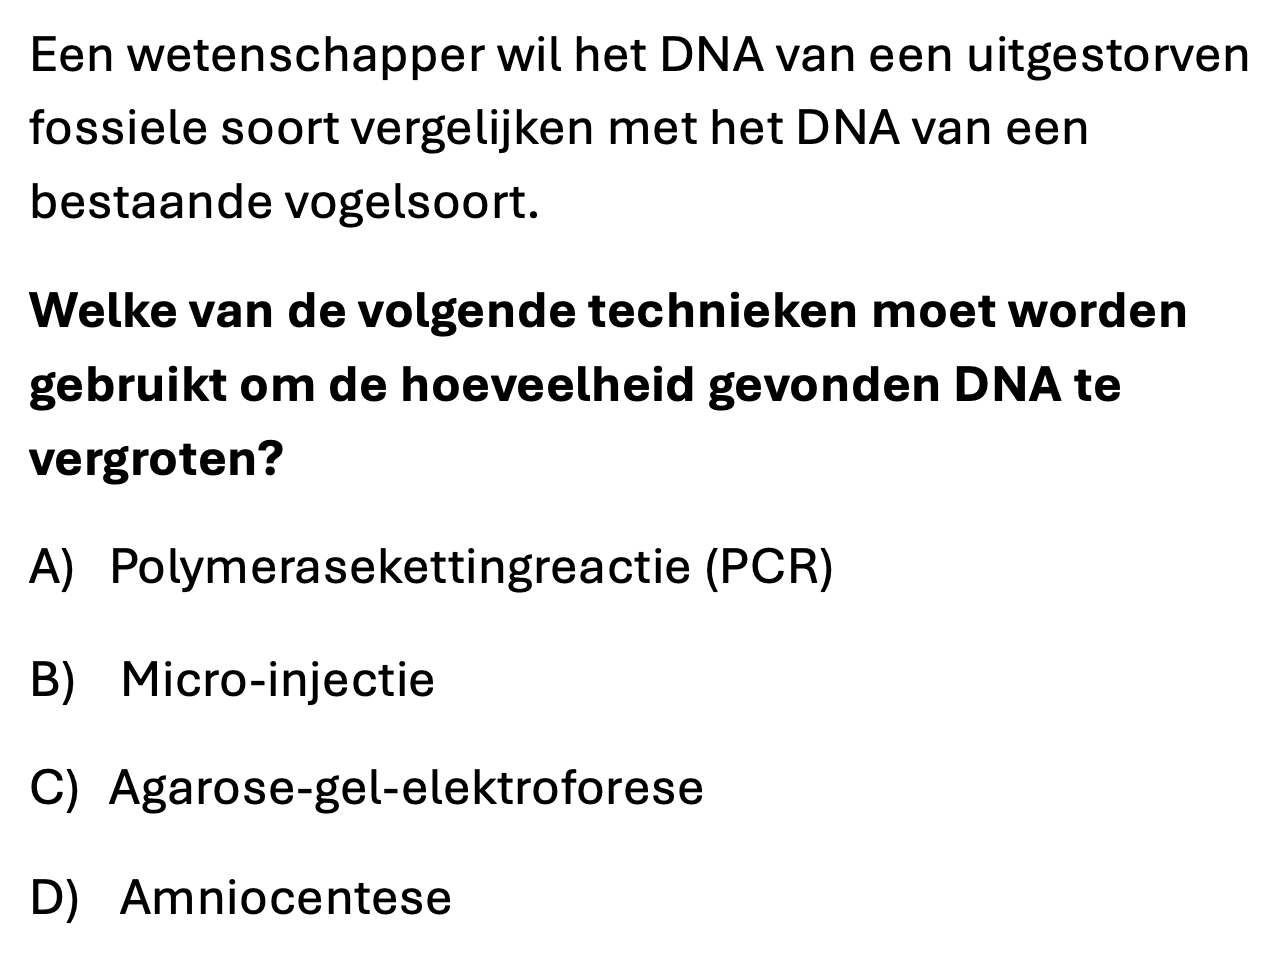 Een wetenschapper wil het DNA van een uitgestorven
fossiele soort vergelijken met het DNA van een
bestaande vogelsoort.
Welke van de volgende technieken moet worden
gebruikt om de hoeveelheid gevonden DNA te
vergroten?
A) Polymerasekettingreactie (PCR)
B) Micro-injectie
C) Agarose-gel-elektroforese
D) Amniocentese